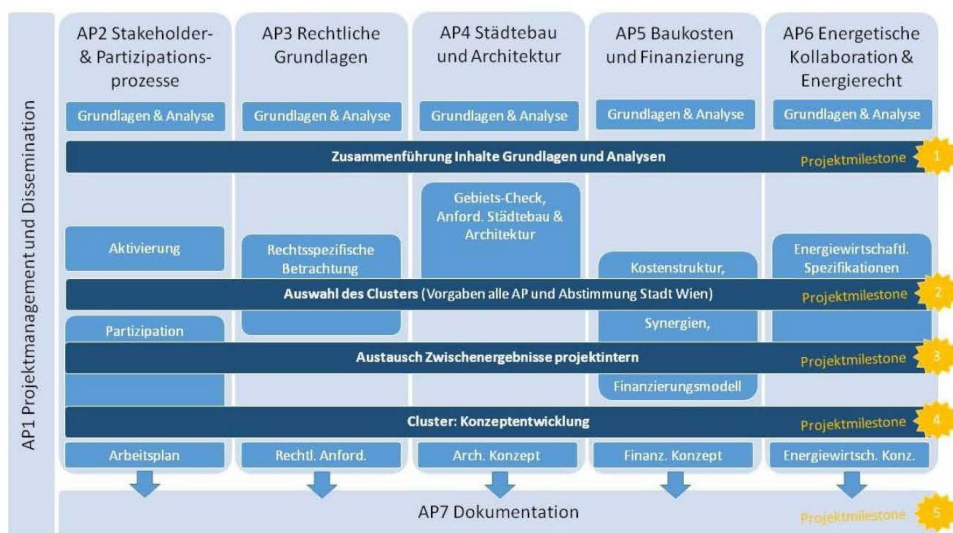 AP1 Projektmanagement und Dissemination
AP2 Stakeholder-
& Partizipations-
prozesse
AP3 Rechtliche
Grundlagen
AP4 Städtebau
und Architektur
AP5 Baukosten
und Finanzierung
AP6 Energetische
Kollaboration &
Energierecht
Grundlagen & Analyse
Grundlagen & Analyse
Grundlagen & Analyse
Grundlagen & Analyse
Grundlagen & Analyse
Zusammenführung Inhalte Grundlagen und Analysen
Projektmilestone 1
Aktivierung
Rechtsspezifische
Betrachtung
Gebiets-Check,
Anford. Städtebau &
Architektur
Kostenstruktur,
Energiewirtschaftl.
Spezifikationen
Auswahl des Clusters (Vorgaben alle AP und Abstimmung Stadt Wien)
Projektmilestone 2
Partizipation
Synergien,
Austausch Zwischenergebnisse projektintern
Projektmilestone 3
Finanzierungsmodell
Cluster: Konzeptentwicklung
Projektmilestone 4
Arbeitsplan
Rechtl. Anford.
Arch. Konzept
Finanz. Konzept
Energiewirtsch. Konz.
AP7 Dokumentation
Projektmilestone 5